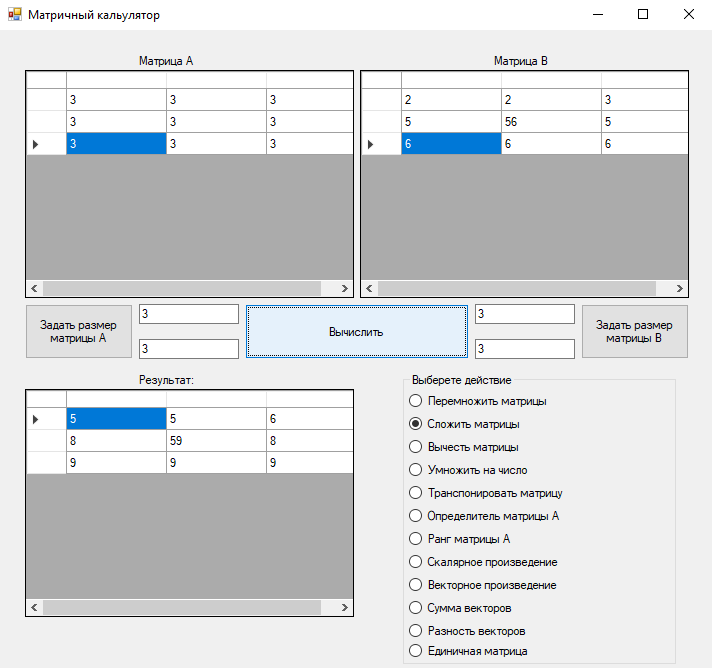 Матричный кальулятор
Матрица А
Матрица В
3 3 3
3 3 3
3 3 3
2 2 3
5 56 5
6 6 6
Задать размер
матрицы А
3
3
Вычислить
3
3
Задать размер
матрицы В
Результат:
5 5 6
8 59 8
9 9 9
Выберете действие
Перемножить матрицы
Сложить матрицы
Вычесть матрицы
Умножить на число
Транспонировать матрицу
Определитель матрицы А
Ранг матрицы А
Скалярное произведение
Векторное произведение
Сумма векторов
Разность векторов
Единичная матрица